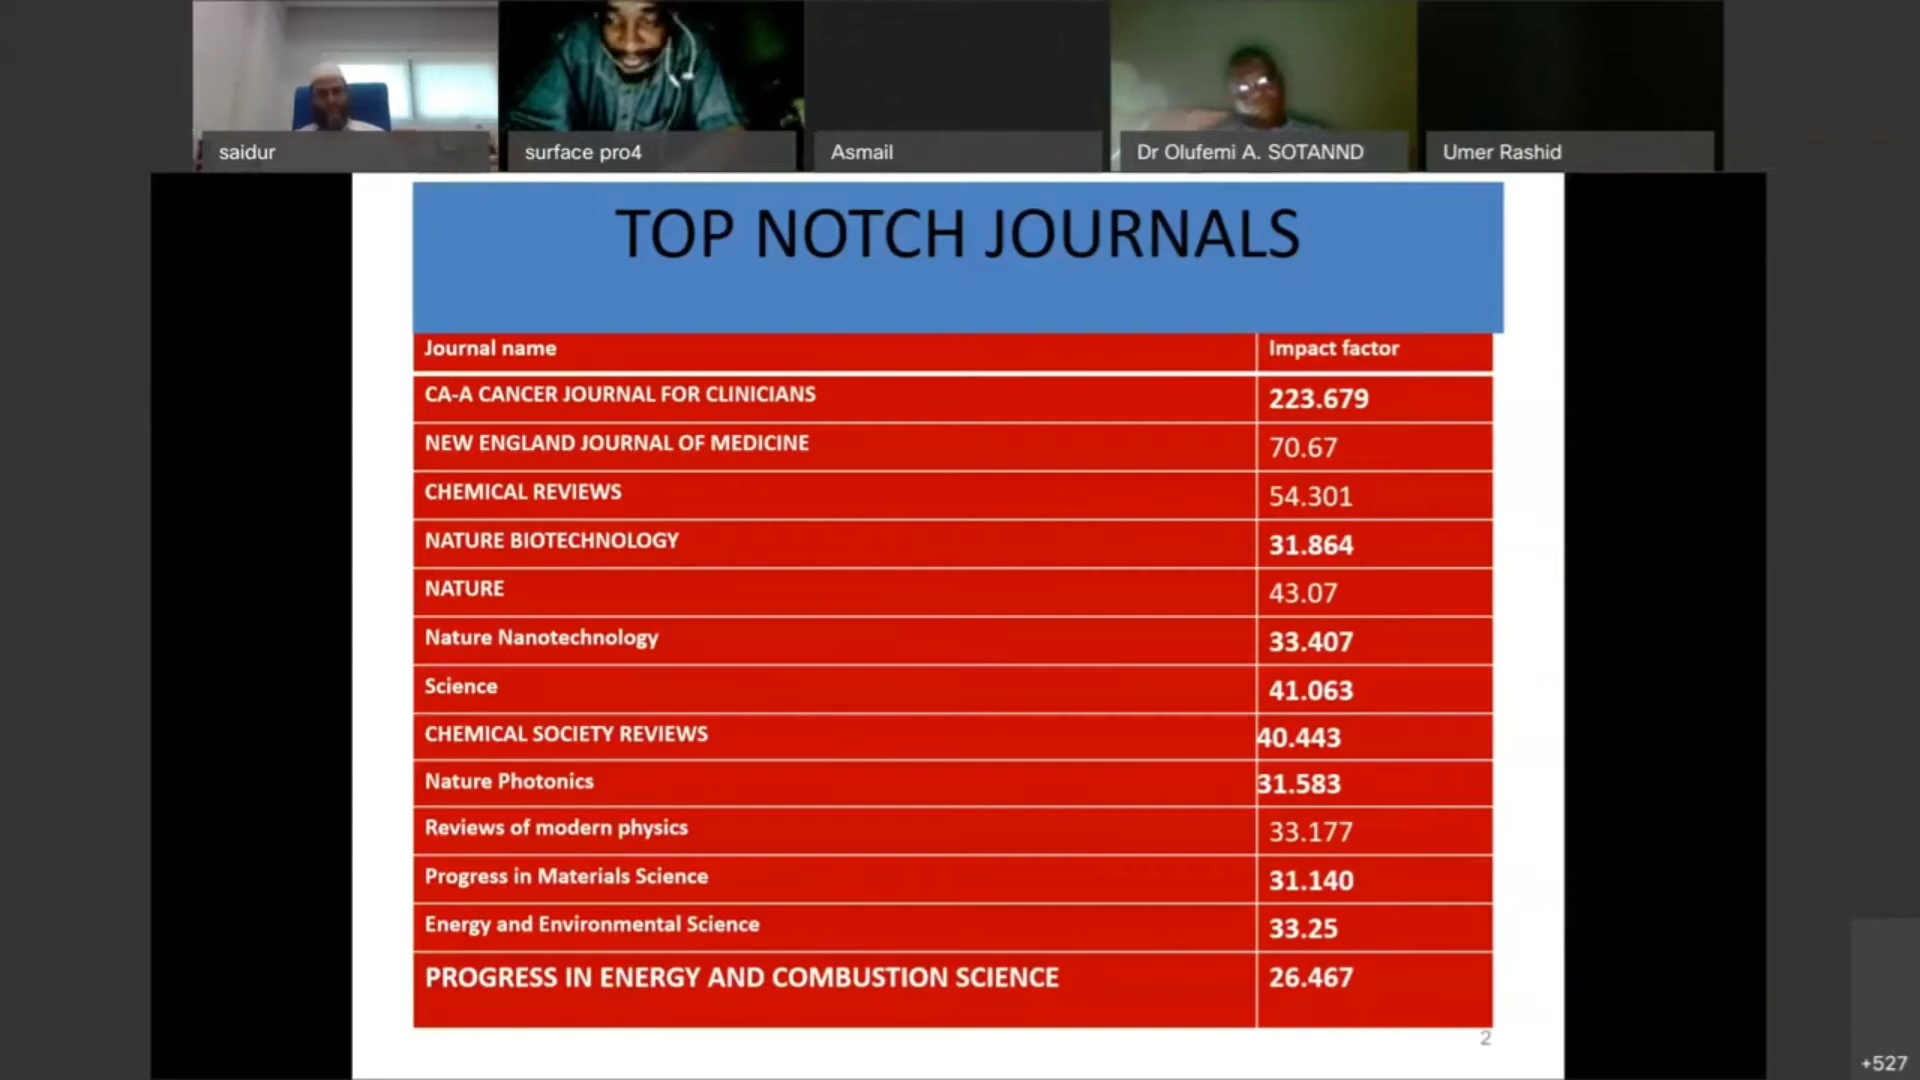 saidur
surface pro4
Asmail
Dr Olufemi A. SOTANND
Umer Rashid
TOP NOTCH JOURNALS
Journal name Impact factor
CA-A CANCER JOURNAL FOR CLINICIANS 223.679
NEW ENGLAND JOURNAL OF MEDICINE 70.67
CHEMICAL REVIEWS 54.301
NATURE BIOTECHNOLOGY 31.864
NATURE 43.07
Nature Nanotechnology 33.407
Science 41.063
CHEMICAL SOCIETY REVIEWS 40.443
Nature Photonics 31.583
Reviews of modern physics 33.177
Progress in Materials Science 31.140
Energy and Environmental Science 33.25
PROGRESS IN ENERGY AND COMBUSTION SCIENCE 26.467
2
+527